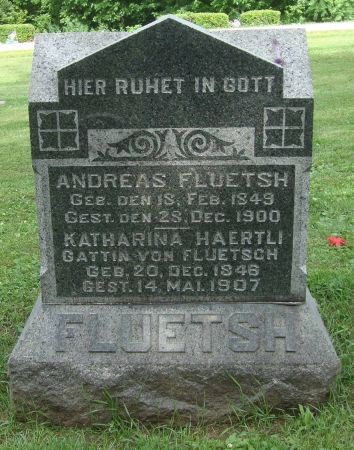 HIER RUHET IN GOTT
ANDREAS FLUETSH
GEB. DEN 18, FEB. 1849
GEST. DEN 28, DEC. 1900
KATHARINA HAERTLI
GATTIN VON FLUETSCH
GEB. 20, DEC. 1846
GEST. 14 MAI. 1907
FLUETSH